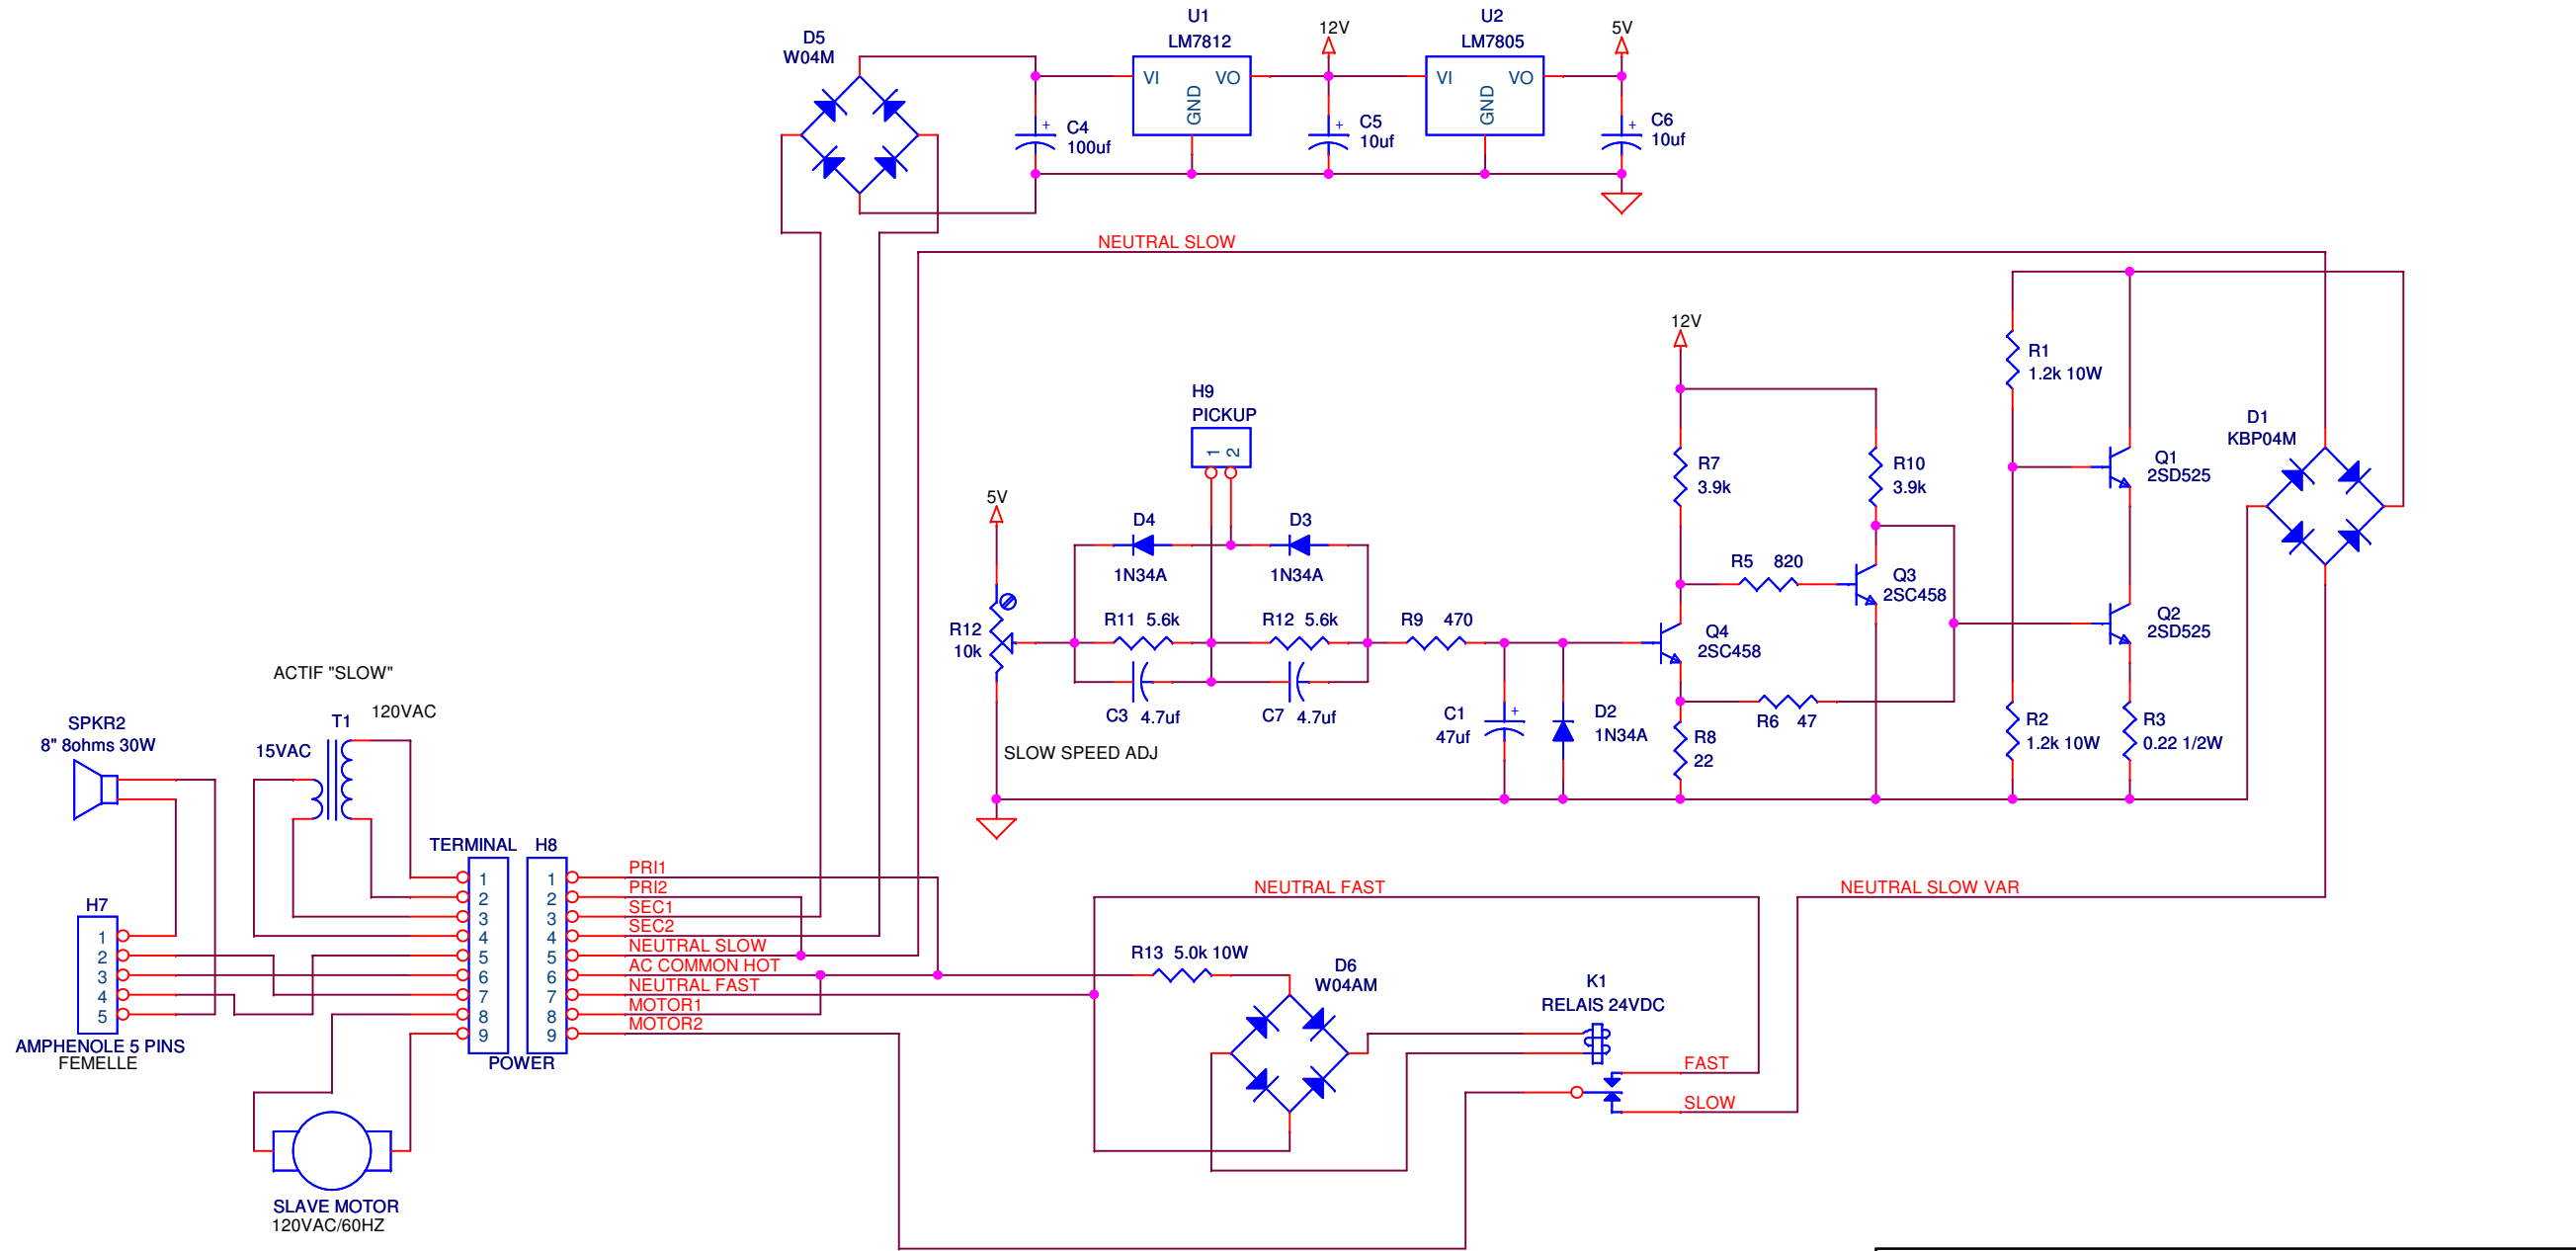 D5
W04M
U1
LM7812
VI
VO
GND
12V
U2
LM7805
VI
VO
GND
5V
C4
100uf
C5
10uf
C6
10uf
NEUTRAL SLOW
12V
R1
1.2k 10W
H9
PICKUP
1
2
D1
KBP04M
R7
3.9k
R10
3.9k
Q1
2SD525
5V
D4
1N34A
D3
1N34A
R5 820
Q3
2SC458
R12
10k
R11 5.6k
R12 5.6k
R9 470
Q4
2SC458
Q2
2SD525
C3 4.7uf
C7 4.7uf
C1
47uf
D2
1N34A
R6 47
R8
22
R2
1.2k 10W
R3
0.22 1/2W
SLOW SPEED ADJ
ACTIF "SLOW"
SPKR2
8" 8ohms 30W
T1
120VAC
15VAC
TERMINAL
1
2
3
4
5
6
7
8
9
H8
1
2
3
4
5
6
7
8
9
POWER
PRI1
PRI2
SEC1
SEC2
NEUTRAL SLOW
AC COMMON HOT
NEUTRAL FAST
MOTOR1
MOTOR2
H7
1
2
3
4
5
AMPHENOLE 5 PINS
FEMELLE
SLAVE MOTOR
120VAC/60HZ
NEUTRAL FAST
NEUTRAL SLOW VAR
R13 5.0k 10W
D6
W04AM
K1
RELAIS 24VDC
FAST
SLOW